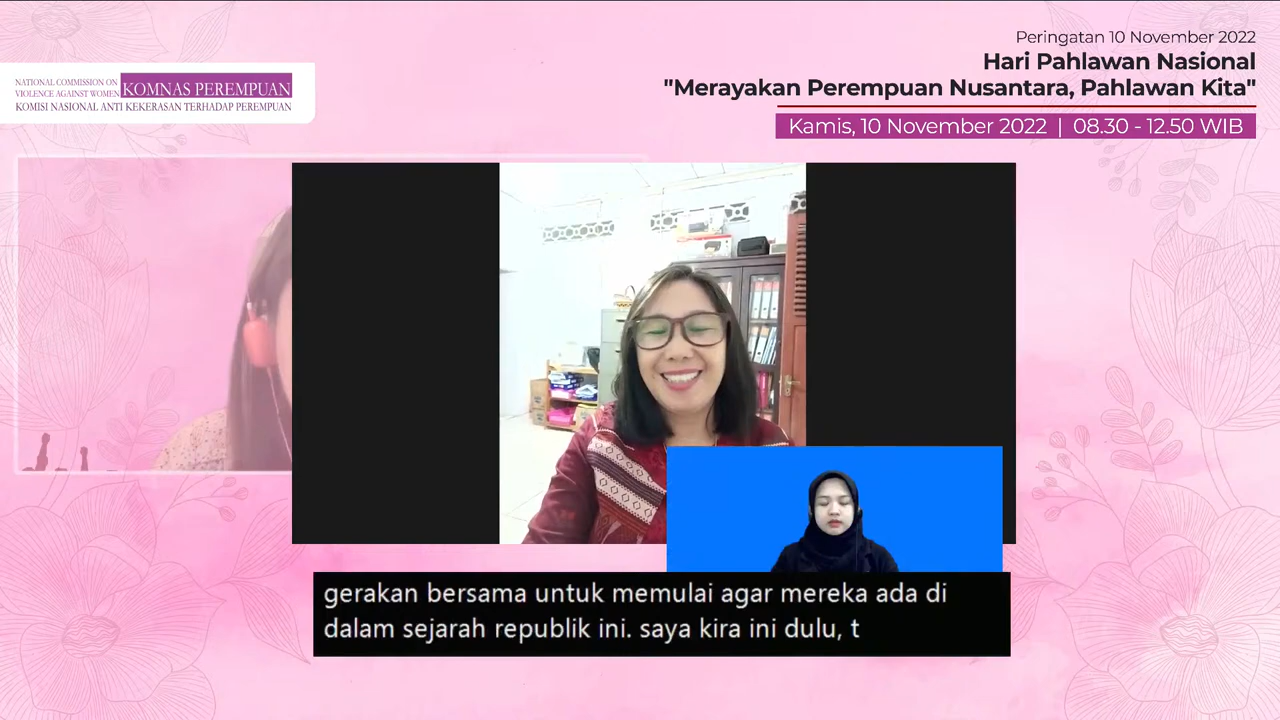 Peringatan 10 November 2022
Hari Pahlawan Nasional
"Merayakan Perempuan Nusantara, Pahlawan Kita"
Kamis, 10 November 2022 | 08.30 - 12.50 WIB
NATIONAL COMMISSION ON
VIOLENCE AGAINST WOMEN
KOMNAS PEREMPUAN
KOMISI NASIONAL ANTI KEKERASAN TERHADAP PEREMPUAN
gerakan bersama untuk memulai agar mereka ada di
dalam sejarah republik ini. saya kira ini dulu, t